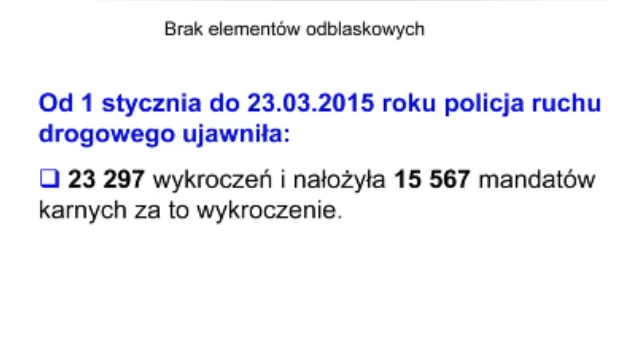 Brak elementów odblaskowych
Od 1 stycznia do 23.03.2015 roku policja ruchu
drogowego ujawniła:
❑ 23 297 wykroczeń i nałożyła 15 567 mandatów
karnych za to wykroczenie.